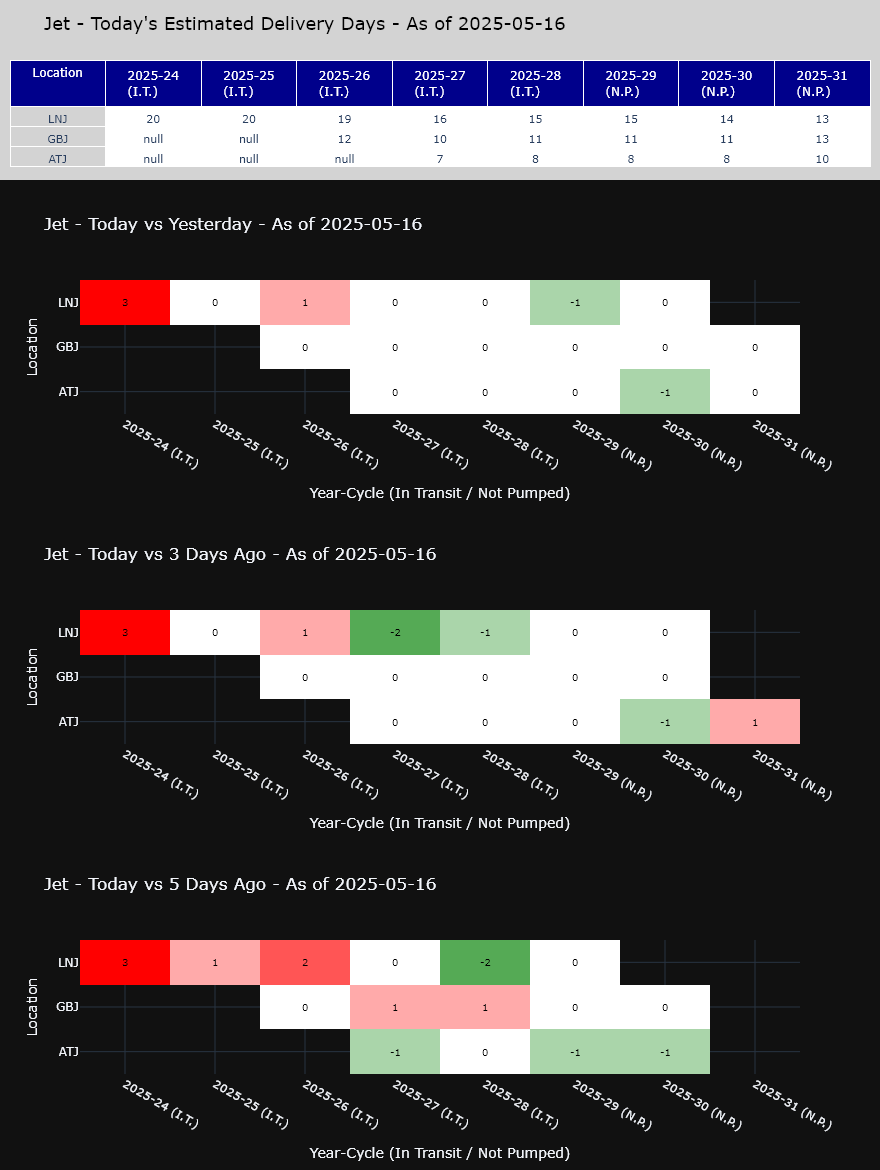 Jet - Today's Estimated Delivery Days - As of 2025-05-16
Location 2025-24 (I.T.) 2025-25 (I.T.) 2025-26 (I.T.) 2025-27 (I.T.) 2025-28 (I.T.) 2025-29 (N.P.) 2025-30 (N.P.) 2025-31 (N.P.)
LNJ 20 20 19 16 15 15 14 13
GBJ null null 12 10 11 11 11 13
ATJ null null null 7 8 8 8 10
Jet - Today vs Yesterday - As of 2025-05-16
Location
LNJ 3 0 1 0 0 -1 0
GBJ 0 0 0 0 0 0
ATJ 0 0 0 -1 0
2025-24 (I.T.) 2025-25 (I.T.) 2025-26 (I.T.) 2025-27 (I.T.) 2025-28 (I.T.) 2025-29 (N.P.) 2025-30 (N.P.) 2025-31 (N.P.)
Year-Cycle (In Transit / Not Pumped)
Jet - Today vs 3 Days Ago - As of 2025-05-16
Location
LNJ 3 0 1 -2 -1 0 0
GBJ 0 0 0 0 0
ATJ 0 0 0 -1 1
2025-24 (I.T.) 2025-25 (I.T.) 2025-26 (I.T.) 2025-27 (I.T.) 2025-28 (I.T.) 2025-29 (N.P.) 2025-30 (N.P.) 2025-31 (N.P.)
Year-Cycle (In Transit / Not Pumped)
Jet - Today vs 5 Days Ago - As of 2025-05-16
Location
LNJ 3 1 2 0 -2 0
GBJ 0 1 1 0 0
ATJ -1 0 -1 -1
2025-24 (I.T.) 2025-25 (I.T.) 2025-26 (I.T.) 2025-27 (I.T.) 2025-28 (I.T.) 2025-29 (N.P.) 2025-30 (N.P.) 2025-31 (N.P.)
Year-Cycle (In Transit / Not Pumped)